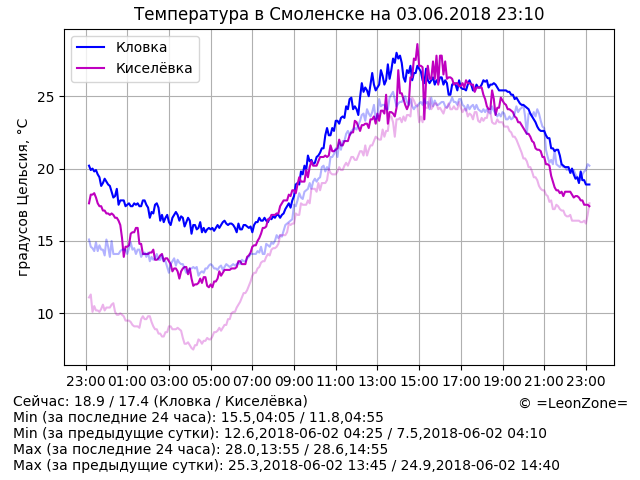 Температура в Смоленске на 03.06.2018 23:10
Кловка
Киселёвка
градусов Цельсия, °C
25
20
15
10
23:00 01:00 03:00 05:00 07:00 09:00 11:00 13:00 15:00 17:00 19:00 21:00 23:00
Сейчас: 18.9 / 17.4 (Кловка / Киселёвка)
© =LeonZone=
Min (за последние 24 часа): 15.5,04:05 / 11.8,04:55
Min (за предыдущие сутки): 12.6,2018-06-02 04:25 / 7.5,2018-06-02 04:10
Max (за последние 24 часа): 28.0,13:55 / 28.6,14:55
Max (за предыдущие сутки): 25.3,2018-06-02 13:45 / 24.9,2018-06-02 14:40